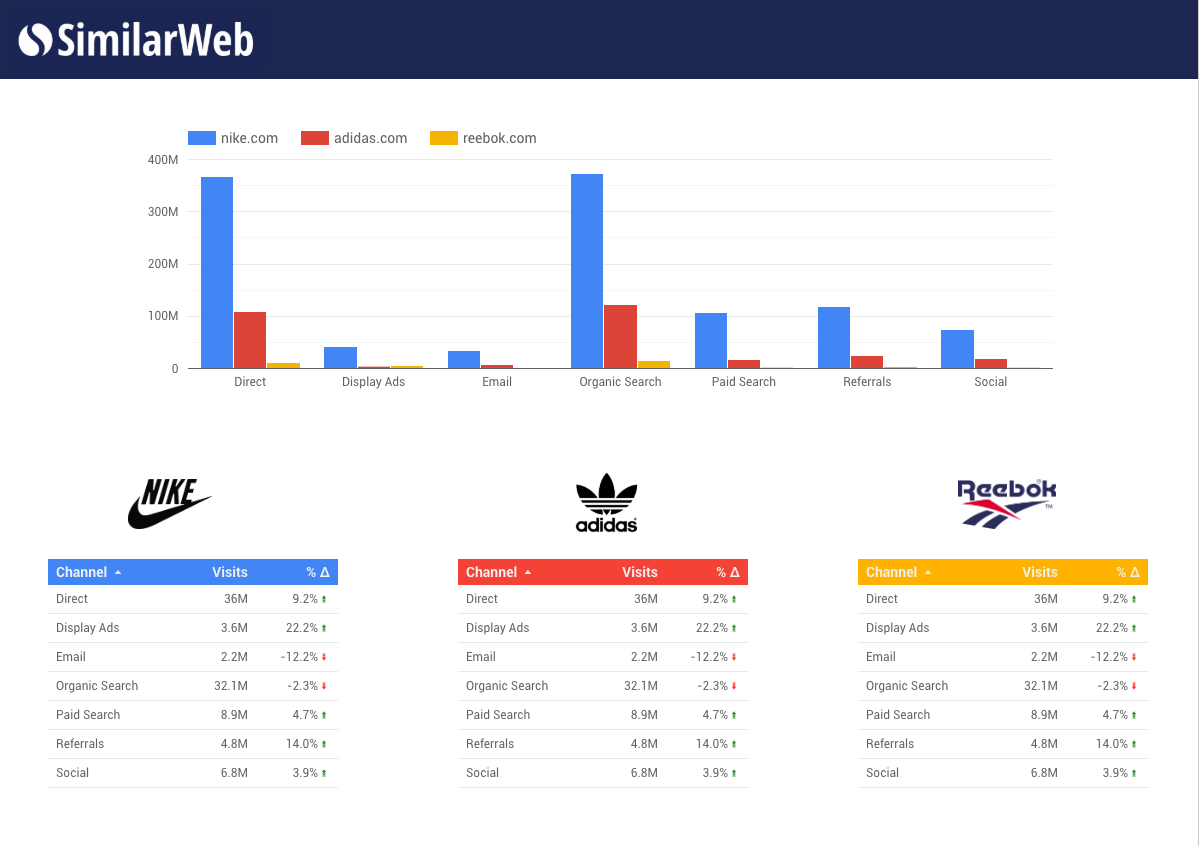 SimilarWeb
nike.com adidas.com reebok.com
400M
300M
200M
100M
0
Direct Display Ads Email Organic Search Paid Search Referrals Social
NIKE
adidas
Reebok
Channel Visits % Δ
Direct 36M 9.2%
Display Ads 3.6M 22.2%
Email 2.2M -12.2%
Organic Search 32.1M -2.3%
Paid Search 8.9M 4.7%
Referrals 4.8M 14.0%
Social 6.8M 3.9%
Channel Visits % Δ
Direct 36M 9.2%
Display Ads 3.6M 22.2%
Email 2.2M -12.2%
Organic Search 32.1M -2.3%
Paid Search 8.9M 4.7%
Referrals 4.8M 14.0%
Social 6.8M 3.9%
Channel Visits % Δ
Direct 36M 9.2%
Display Ads 3.6M 22.2%
Email 2.2M -12.2%
Organic Search 32.1M -2.3%
Paid Search 8.9M 4.7%
Referrals 4.8M 14.0%
Social 6.8M 3.9%